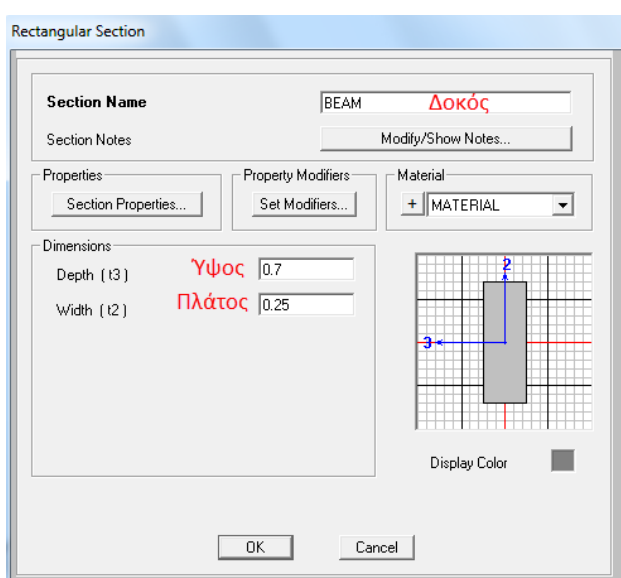 Rectangular Section
Section Name BEAM Δοκός
Section Notes Modify/Show Notes...
Properties Property Modifiers Material
Section Properties... Set Modifiers... + MATERIAL
Dimensions
Depth ( t3 ) Ύψος 0.7
Width ( t2 ) Πλάτος 0.25
2
3
Display Color
OK Cancel